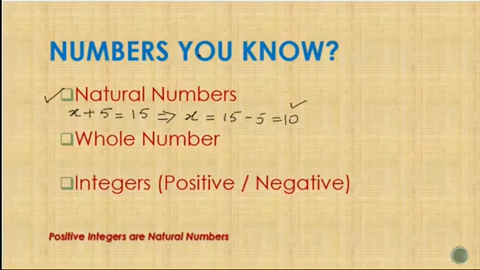 NUMBERS YOU KNOW?
Natural Numbers
x + 5 = 15 ⇒ x = 15 - 5 = 10
Whole Number
Integers (Positive / Negative)
Positive Integers are Natural Numbers